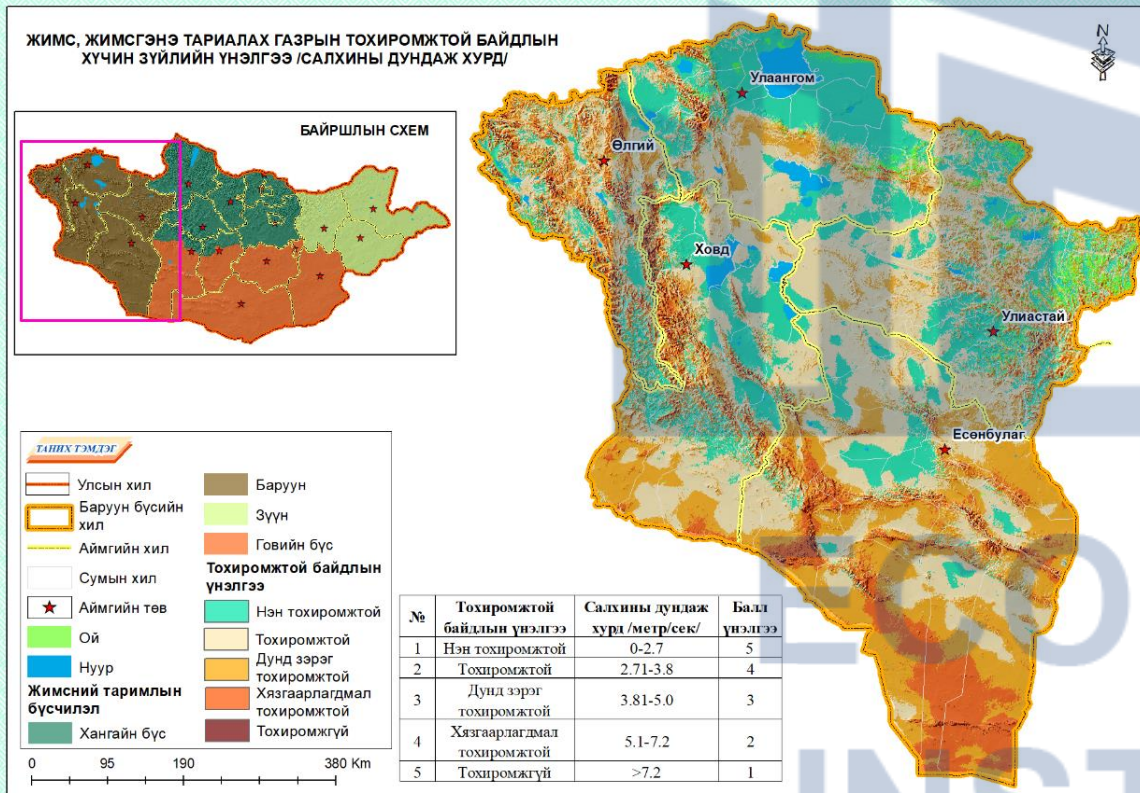 ЖИМС, ЖИМСГЭНЭ ТАРИАЛАХ ГАЗРЫН ТОХИРОМЖТОЙ БАЙДЛЫН
ХҮЧИН ЗҮЙЛИЙН ҮНЭЛГЭЭ /САЛХИНЫ ДУНДАЖ ХУРД/
БАЙРШЛЫН СХЕМ
N
Улаангом
Өлгий
Ховд
Улиастай
Есөнбулаг
ТАНИХ ТЭМДЭГ
Улсын хил
Баруун бүсийн
хил
Аймгийн хил
Сумын хил
Аймгийн төв
Ой
Нуур
Жимсний таримлын
бүсчилэл
Хангайн бүс
Баруун
Зүүн
Говийн бүс
Тохиромжтой байдлын
үнэлгээ
Нэн тохиромжтой
Тохиромжтой
Дунд зэрэг
тохиромжтой
Хязгаарлагдмал
тохиромжтой
Тохиромжгүй
0 95 190 380 Km
№ Тохиромжтой байдлын үнэлгээ Салхины дундаж хурд /метр/сек/ Балл үнэлгээ
1 Нэн тохиромжтой 0-2.7 5
2 Тохиромжтой 2.71-3.8 4
3 Дунд зэрэг тохиромжтой 3.81-5.0 3
4 Хязгаарлагдмал тохиромжтой 5.1-7.2 2
5 Тохиромжгүй >7.2 1
ECO
INST